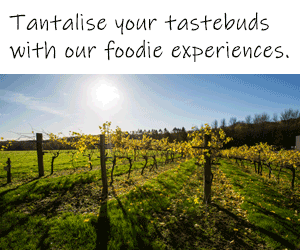 Tantalise your tastebuds
with our foodie experiences.